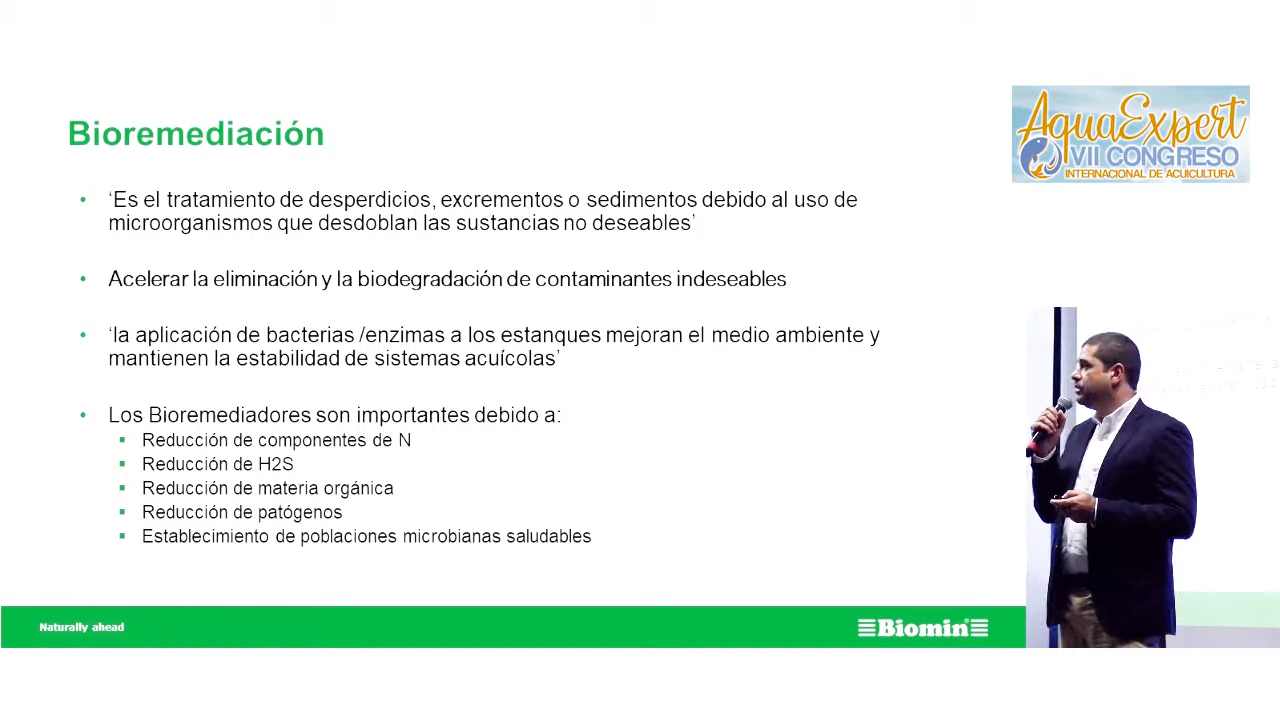 AquaExpert
VII CONGRESO
INTERNACIONAL DE ACUICULTURA
Bioremediación
• ‘Es el tratamiento de desperdicios, excrementos o sedimentos debido al uso de
microorganismos que desdoblan las sustancias no deseables’
• Acelerar la eliminación y la biodegradación de contaminantes indeseables
• ‘la aplicación de bacterias /enzimas a los estanques mejoran el medio ambiente y
mantienen la estabilidad de sistemas acuícolas’
• Los Bioremediadores son importantes debido a:
▪ Reducción de componentes de N
▪ Reducción de H2S
▪ Reducción de materia orgánica
▪ Reducción de patógenos
▪ Establecimiento de poblaciones microbianas saludables
Naturally ahead
Biomin®